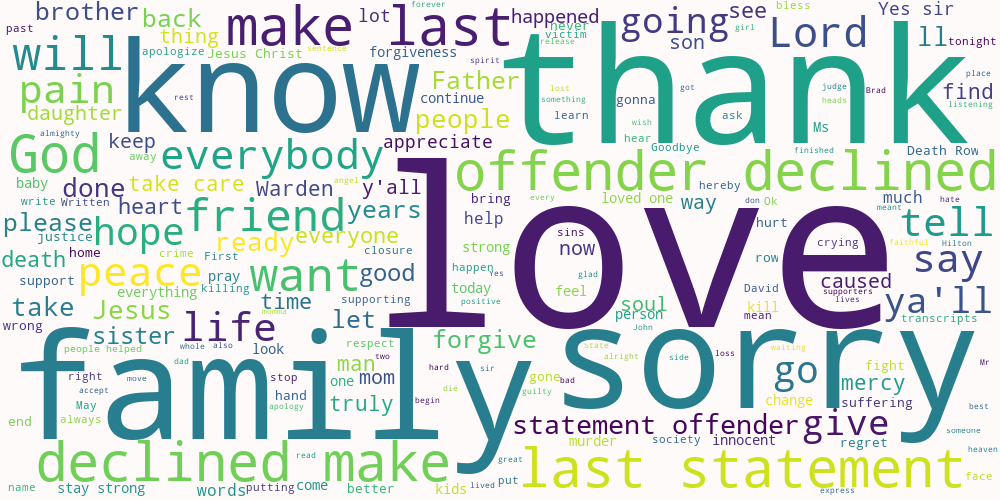 brother
back
make last
happened
going
see
Lord
Yes sir
forever
bless
past
lot
never
thing
victim
son
ll
tonight
girl
will
apologize
Jesus Christ
sentence
forgiveness
release
know
thank
spirit
place
pain
Father
continue
lost
something
gonna
got
judge
Brad
find
rest
heads
listening
daughter
people
learn
wish
ask
Ms
almighty
keep
appreciate
hear
Goodbye
finished
Death Row
God
everybody
away
offender declined
baby
done
take care
angel
Warden
y'all
hereby
write
Written
heart
bring
every
loved one
way
don
Ok
much
hate
meant
please
hope
friend
years
help
hurt
tell
justice
ready
everyone
sins
now
crying
faithful
Hilton
home
crime
First
closure
strong
love
row
say
death
support
peace
pray
killing
want
good
happen
Yes
glad
feel
caused
supporters
everything
today
David
lives
take
Jesus
time
supporting
positive
soul
person
kill
mean
ya'll
transcripts
wrong
life
momma
let
John
sister
forgive
people helped
whole
also
look
respect
state
alright
side
loss
waiting
Mr
dad
man
two
hard
sir
gone
bad
sorry
go
fight
family
right
move
stop
one
mom
die
guilty
mercy
accept
hand
change
best
May
apology
truly
begin
suffering
end
always
statement offender
give
someone
declined make
read
murder
society
innocent
regret
heaven
great
last statement
name
stay strong
words
putting
come
better
kids
lived
put
express
face